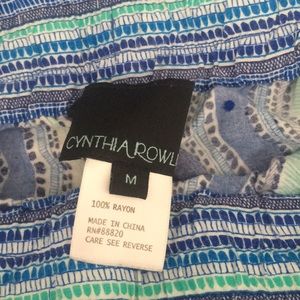 CYNTHIA ROWL
M
100% RAYON
MADE IN CHINA
RN#88820
CARE SEE REVERSE